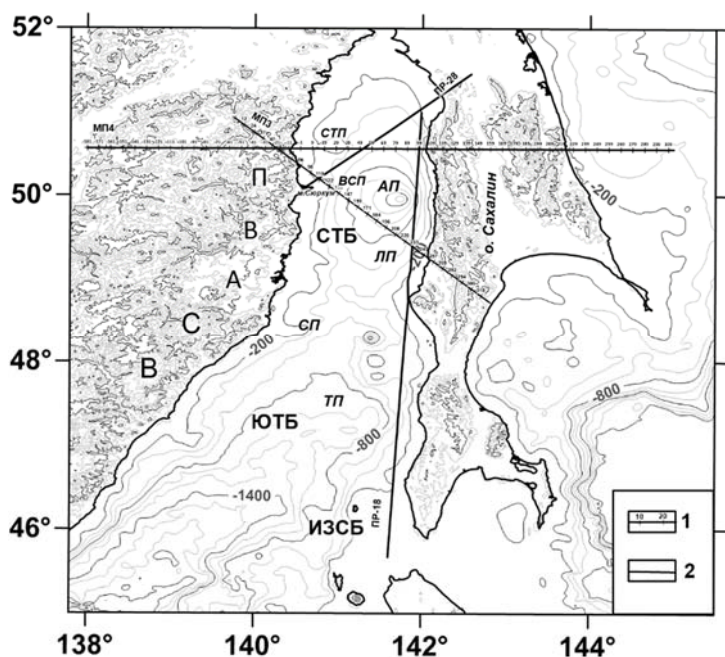 52°
50°
48°
46°
138°
140°
142°
144°
МП4
МП3
ПР-28
СТП
П
ВСП
АП
о. Сахалин
-200
В
СТБ
ЛП
А
С
СП
-200
В
-800
ТП
ЮТБ
-800
-1400
ИЗСБ
ПР-18
10 20
1
2